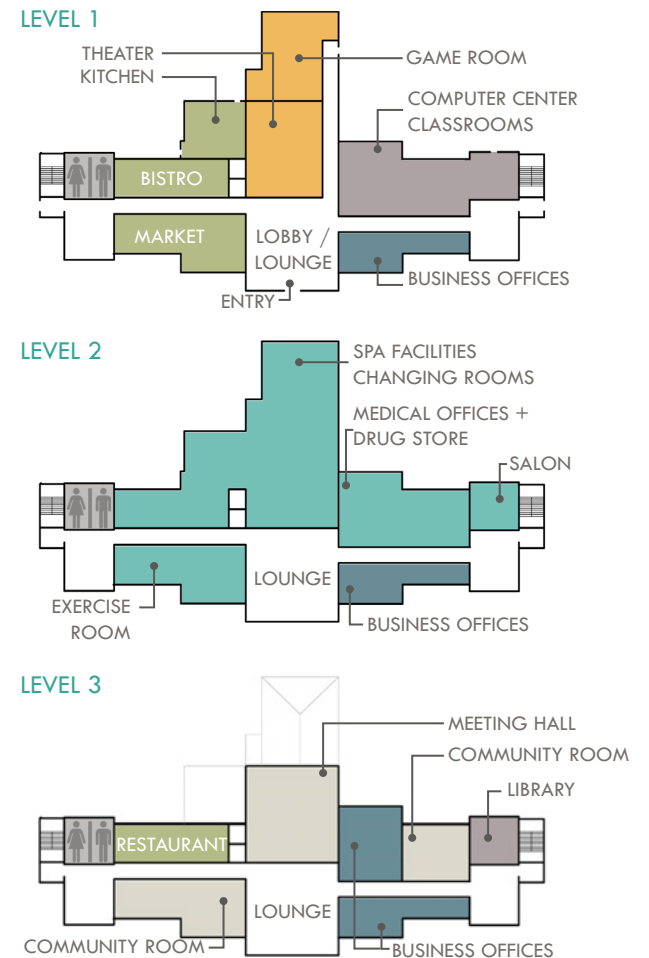 LEVEL 1
THEATER
KITCHEN
GAME ROOM
COMPUTER CENTER
CLASSROOMS
BISTRO
MARKET
LOBBY /
LOUNGE
BUSINESS OFFICES
ENTRY
LEVEL 2
SPA FACILITIES
CHANGING ROOMS
MEDICAL OFFICES +
DRUG STORE
SALON
LOUNGE
EXERCISE
ROOM
BUSINESS OFFICES
LEVEL 3
MEETING HALL
COMMUNITY ROOM
LIBRARY
RESTAURANT
LOUNGE
COMMUNITY ROOM
BUSINESS OFFICES